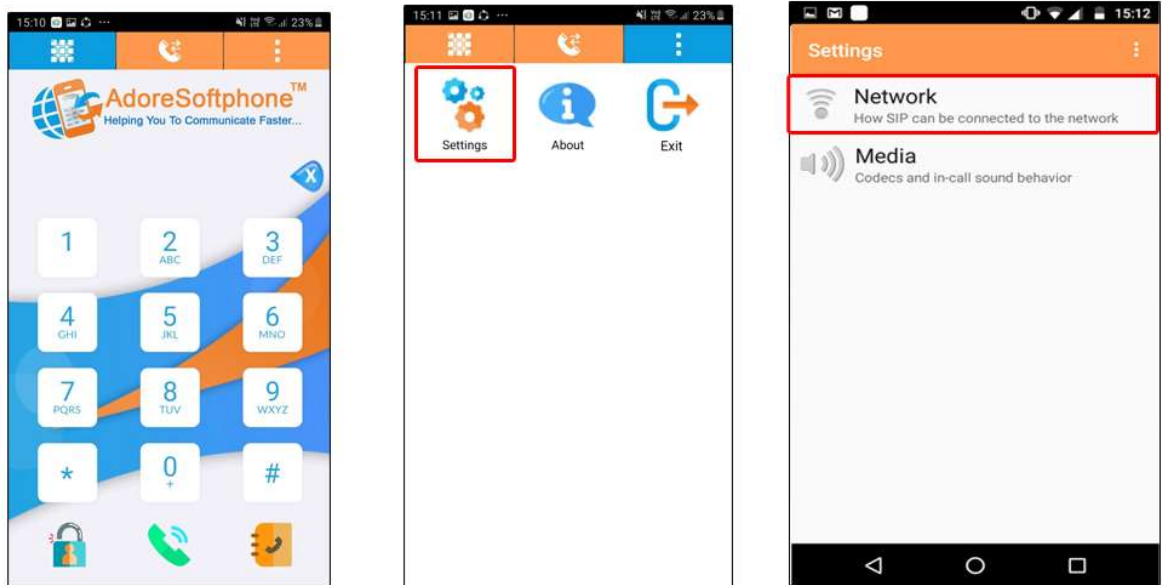 15:10
23%
AdoreSoftphone™
Helping You To Communicate Faster...
X
1
2
ABC
3
DEF
4
GHI
5
JKL
6
MNO
7
PQRS
8
TUV
9
WXYZ
*
0
+
#
15:11
23%
Settings
About
Exit
15:12
Settings
Network
How SIP can be connected to the network
Media
Codecs and in-call sound behavior